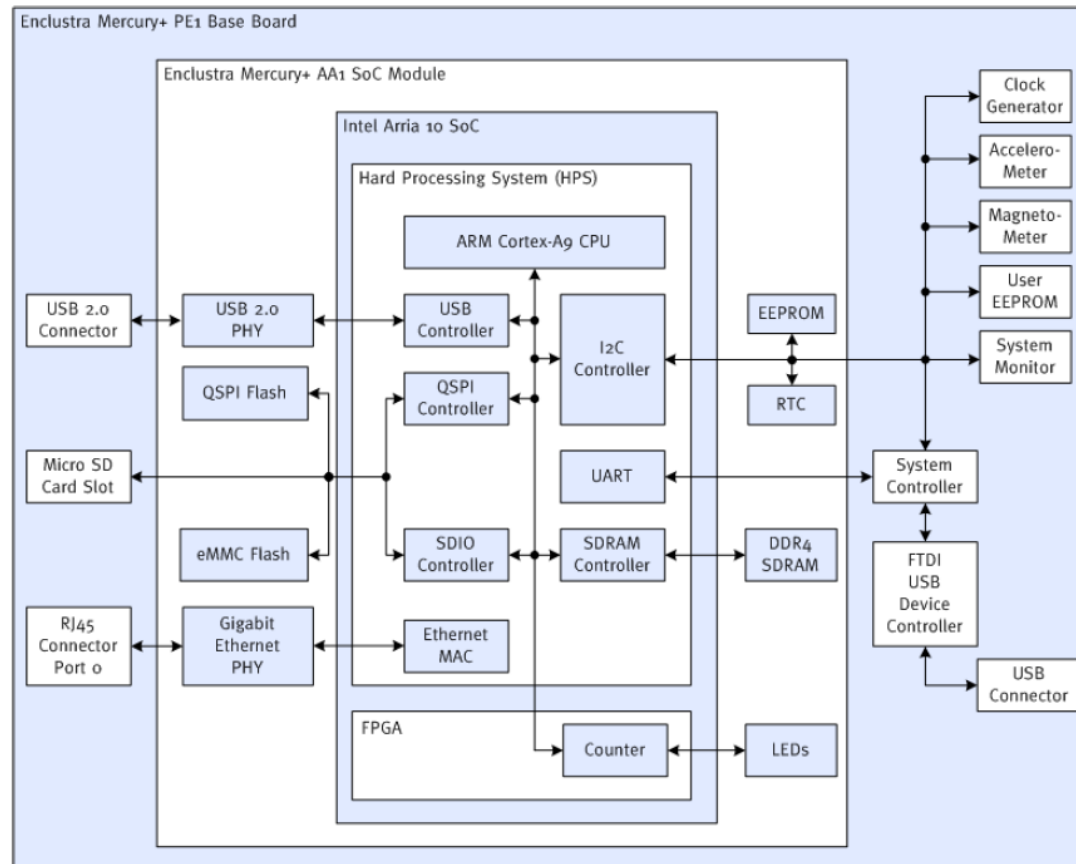 Enclustra Mercury+ PE1 Base Board
Enclustra Mercury+ AA1 SoC Module
Intel Arria 10 SoC
Hard Processing System (HPS)
ARM Cortex-A9 CPU
USB 2.0
Connector
USB 2.0
PHY
USB
Controller
I2C
Controller
EEPROM
RTC
Clock
Generator
Accelero-
Meter
Magneto-
Meter
User
EEPROM
System
Monitor
QSPI Flash
QSPI
Controller
Micro SD
Card Slot
UART
System
Controller
eMMC Flash
SDIO
Controller
SDRAM
Controller
DDR4
SDRAM
FTDI
USB
Device
Controller
RJ45
Connector
Port 0
Gigabit
Ethernet
PHY
Ethernet
MAC
USB
Connector
FPGA
Counter
LEDs